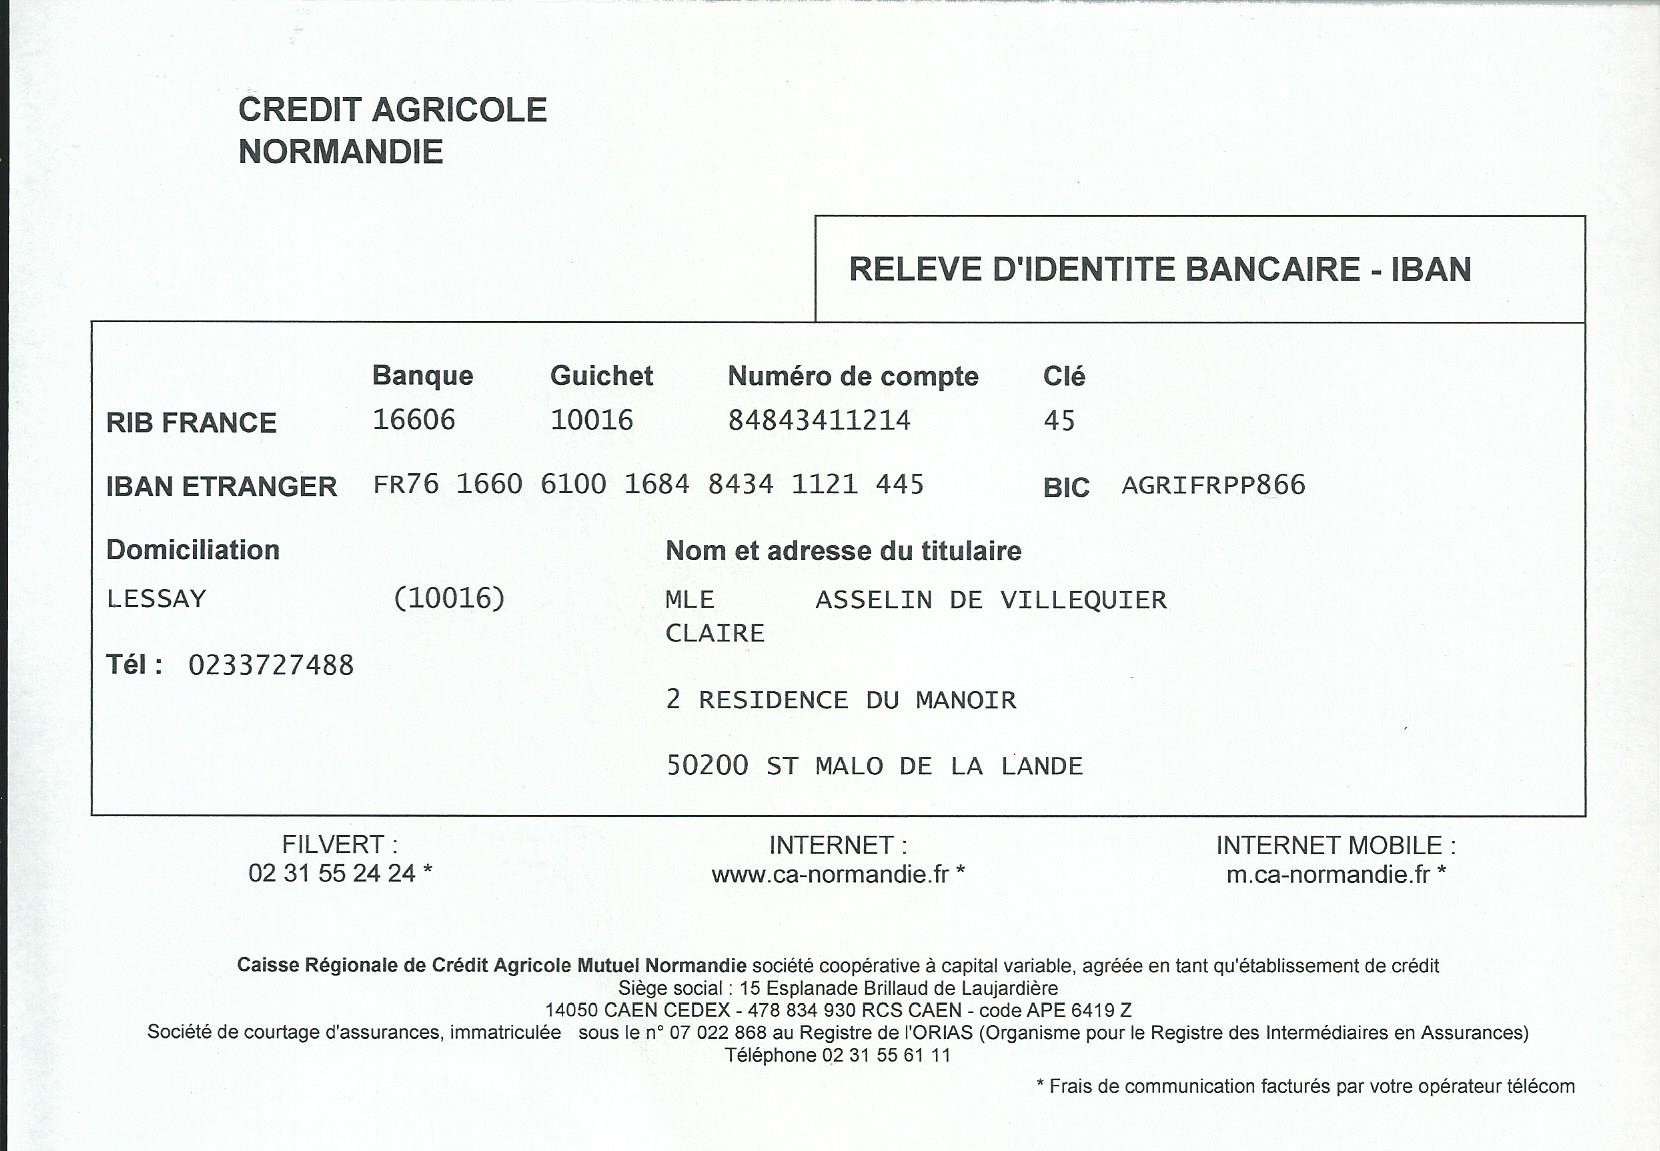 CREDIT AGRICOLE
NORMANDIE
RELEVE D'IDENTITE BANCAIRE - IBAN
Banque Guichet Numéro de compte Clé
RIB FRANCE 16606 10016 84843411214 45
IBAN ETRANGER FR76 1660 6100 1684 8434 1121 445 BIC AGRIFRPP866
Domiciliation Nom et adresse du titulaire
LESSAY (10016) MLE ASSELIN DE VILLEQUIER
CLAIRE
Tél : 0233727488
2 RESIDENCE DU MANOIR
50200 ST MALO DE LA LANDE
FILVERT : INTERNET : INTERNET MOBILE :
02 31 55 24 24 * www.ca-normandie.fr * m.ca-normandie.fr *
Caisse Régionale de Crédit Agricole Mutuel Normandie société coopérative à capital variable, agréée en tant qu'établissement de crédit
Siège social : 15 Esplanade Brillaud de Laujardière
14050 CAEN CEDEX - 478 834 930 RCS CAEN - code APE 6419 Z
Société de courtage d'assurances, immatriculée sous le n° 07 022 868 au Registre de l'ORIAS (Organisme pour le Registre des Intermédiaires en Assurances)
Téléphone 02 31 55 61 11
* Frais de communication facturés par votre opérateur télécom